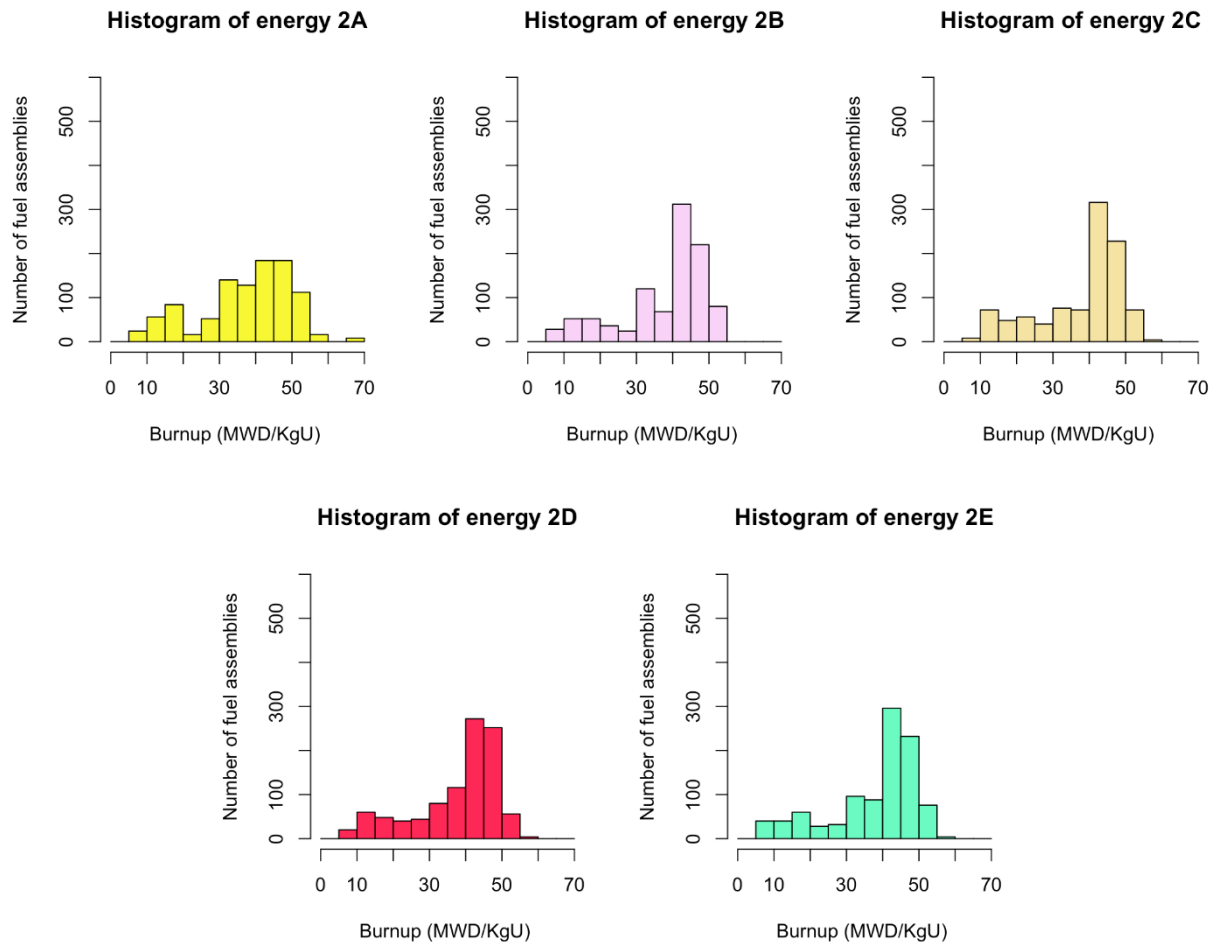 Histogram of energy 2A
Histogram of energy 2B
Histogram of energy 2C
Number of fuel assemblies
0 100 300 500
0 10 30 50 70
Burnup (MWD/KgU)
Number of fuel assemblies
0 100 300 500
0 10 30 50 70
Burnup (MWD/KgU)
Number of fuel assemblies
0 100 300 500
0 10 30 50 70
Burnup (MWD/KgU)
Histogram of energy 2D
Histogram of energy 2E
Number of fuel assemblies
0 100 300 500
0 10 30 50 70
Burnup (MWD/KgU)
Number of fuel assemblies
0 100 300 500
0 10 30 50 70
Burnup (MWD/KgU)